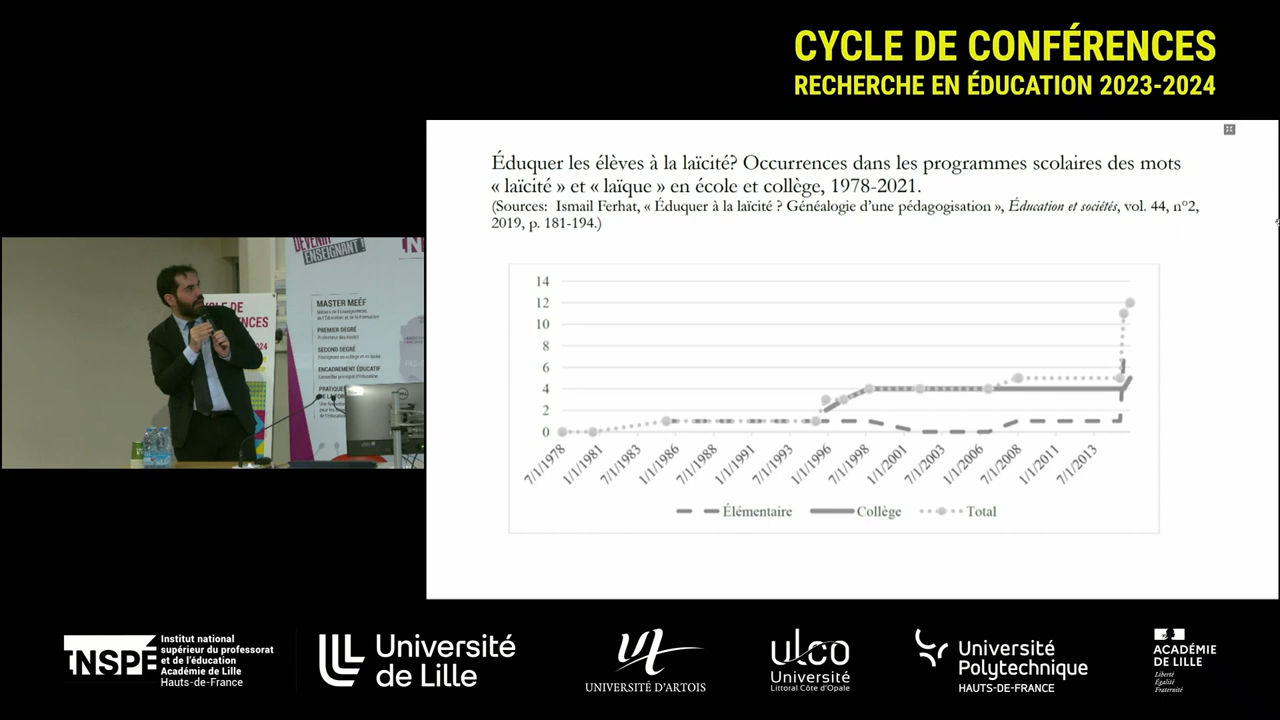 CYCLE DE CONFÉRENCES
RECHERCHE EN ÉDUCATION 2023-2024
Éduquer les élèves à la laïcité? Occurrences dans les programmes scolaires des mots
« laïcité » et « laïque » en école et collège, 1978-2021.
(Sources: Ismail Ferhat, « Éduquer à la laïcité ? Généalogie d'une pédagogisation », Éducation et sociétés, vol. 44, n°2,
2019, p. 181-194.)
14
12
10
8
6
4
2
0
7/1/1978
1/1/1981
7/1/1983
1/1/1986
7/1/1988
1/1/1991
7/1/1993
1/1/1996
7/1/1998
1/1/2001
7/1/2003
1/1/2006
7/1/2008
1/1/2011
7/1/2013
Élémentaire
Collège
Total
DEVENIR
ENSEIGNANT !
MASTER MEÉF
PREMIER DEGRÉ
SECOND DEGRÉ
ENCADREMENT ÉDUCATIF
INSPÉ
Institut national
supérieur du professorat
et de l'éducation
Académie de Lille
Hauts-de-France
Université
de Lille
UA
UNIVERSITÉ D'ARTOIS
ulco
Université
Littoral Côte d'Opale
Université
Polytechnique
HAUTS-DE-FRANCE
ACADÉMIE
DE LILLE
Liberté
Égalité
Fraternité